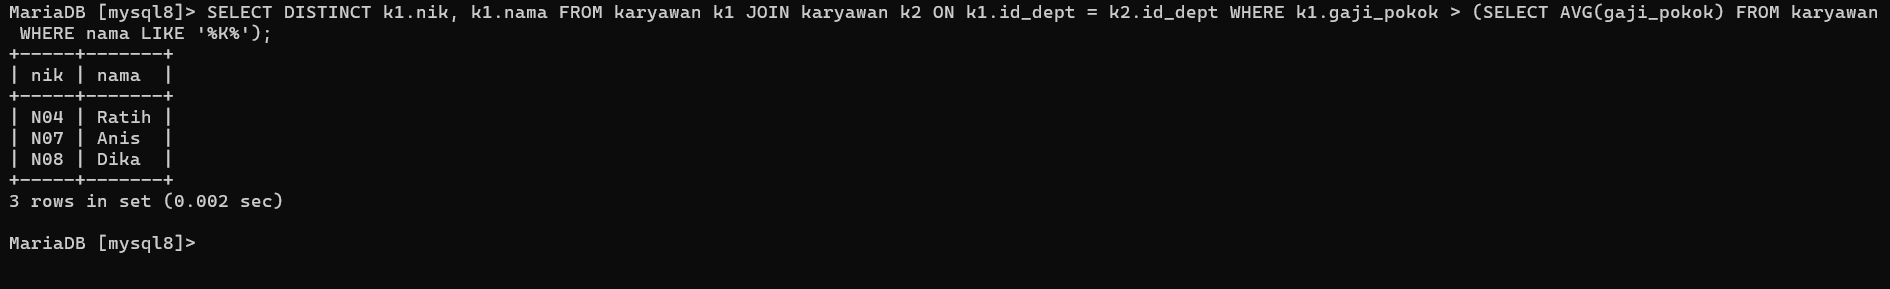 MariaDB [mysql8]> SELECT DISTINCT k1.nik, k1.nama FROM karyawan k1 JOIN karyawan k2 ON k1.id_dept = k2.id_dept WHERE k1.gaji_pokok > (SELECT AVG(gaji_pokok) FROM karyawan
 WHERE nama LIKE '%K%');
+-----+-------+
| nik | nama  |
+-----+-------+
| N04 | Ratih |
| N07 | Anis  |
| N08 | Dika  |
+-----+-------+
3 rows in set (0.002 sec)
MariaDB [mysql8]>